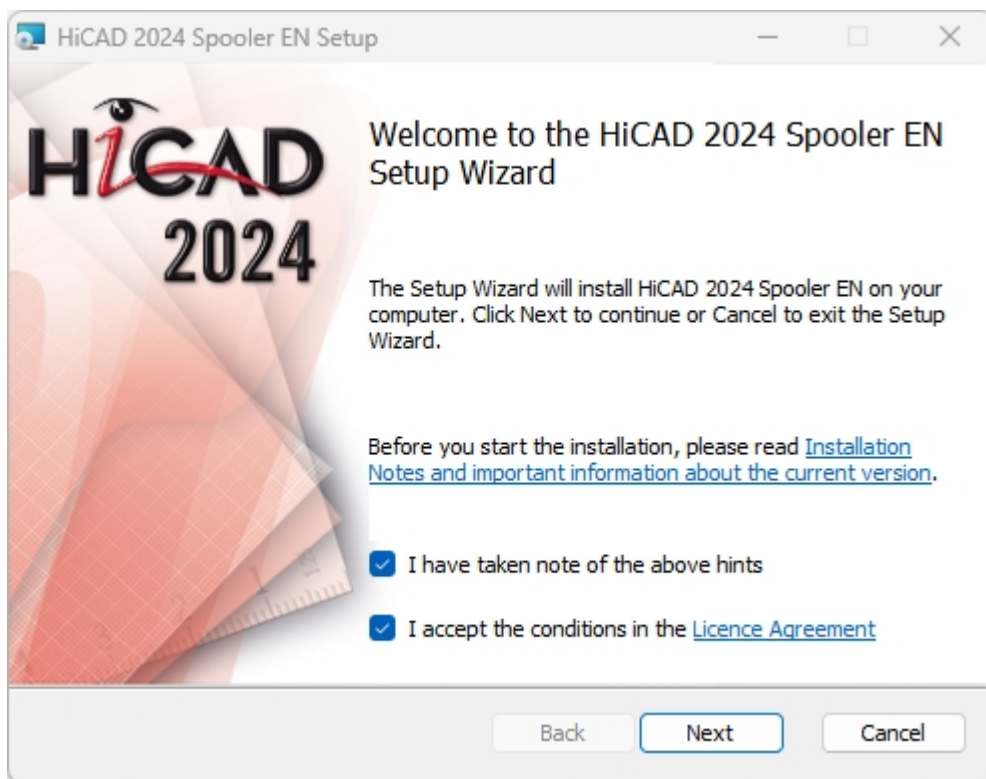 HiCAD 2024 Spooler EN Setup
HiCAD
2024
Welcome to the HiCAD 2024 Spooler EN
Setup Wizard
The Setup Wizard will install HiCAD 2024 Spooler EN on your
computer. Click Next to continue or Cancel to exit the Setup
Wizard.
Before you start the installation, please read Installation
Notes and important information about the current version.
I have taken note of the above hints
I accept the conditions in the Licence Agreement
Back
Next
Cancel